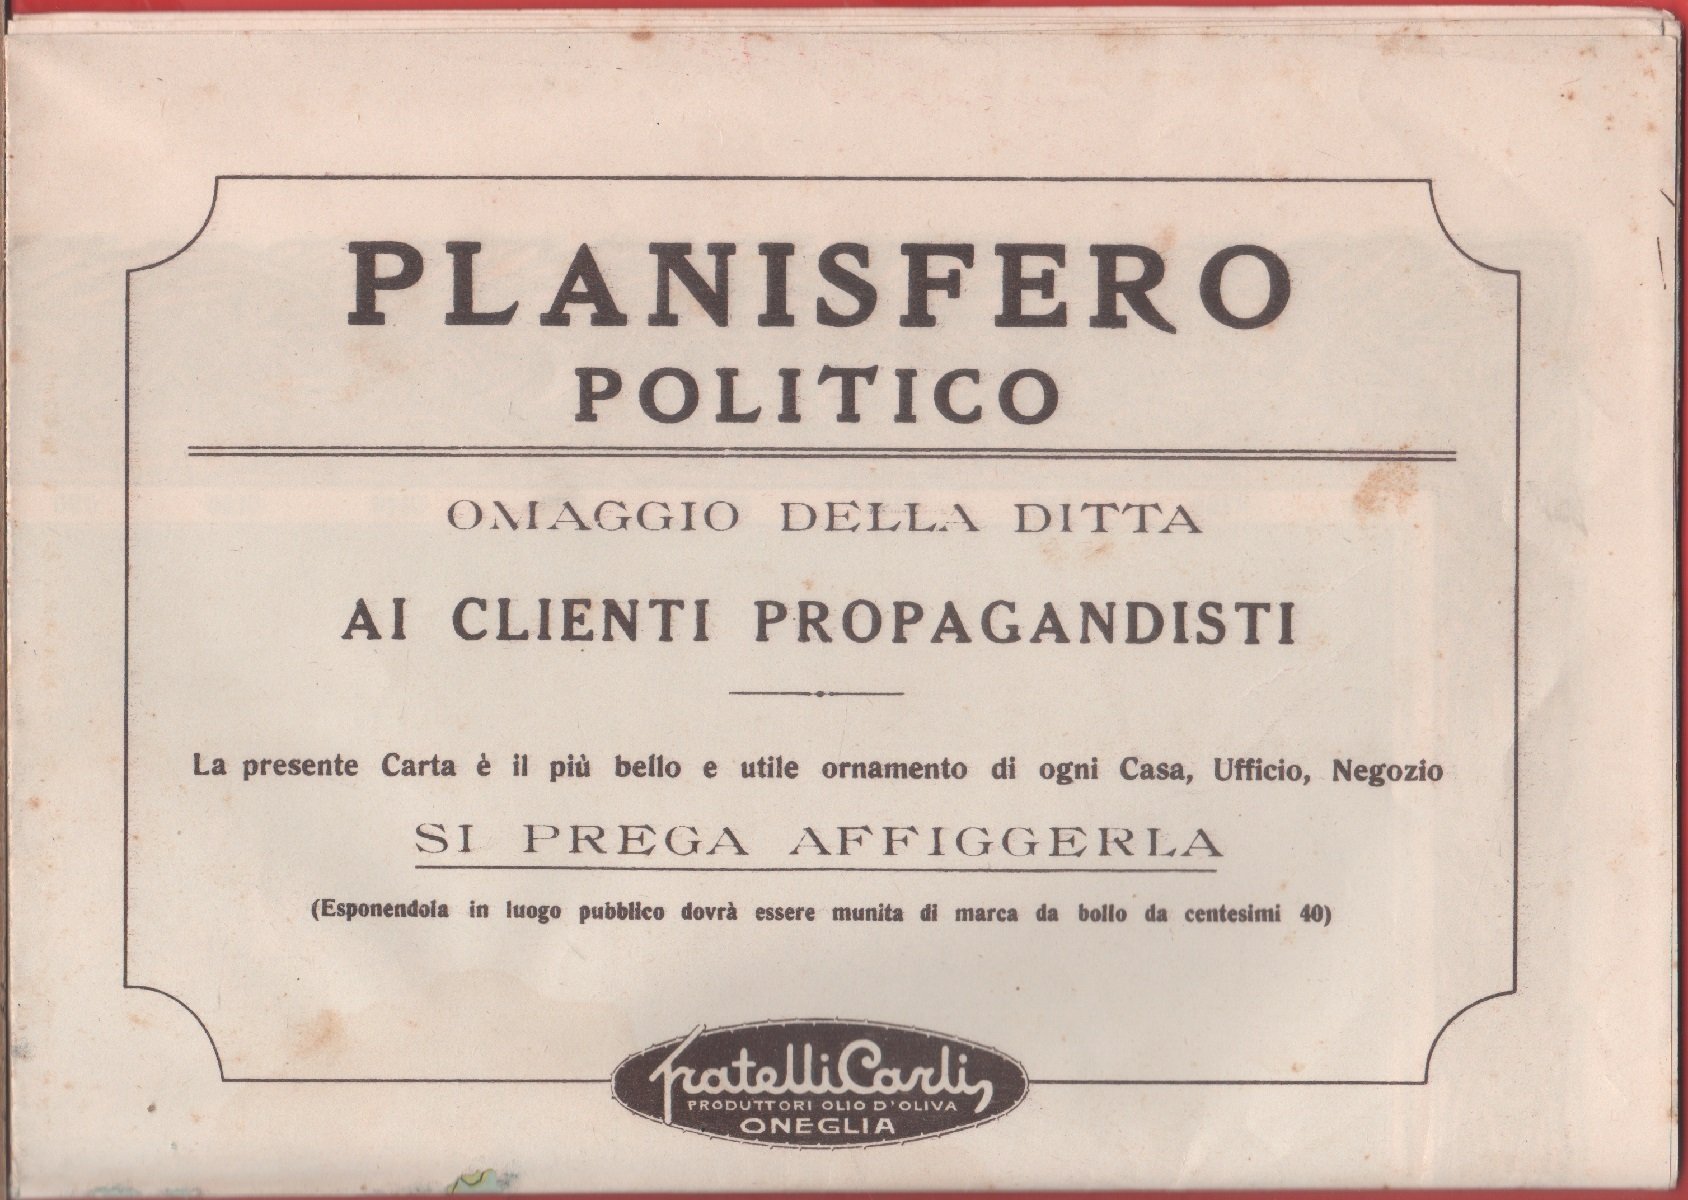 PLANISFERO
POLITICO
OMAGGIO DELLA DITTA
AI CLIENTI PROPAGANDISTI
La presente Carta è il più bello e utile ornamento di ogni Casa, Ufficio, Negozio
SI PREGA AFFIGGERLA
(Esponendola in luogo pubblico dovrà essere munita di marca da bollo da centesimi 40)
Fratelli Carli
PRODUTTORI OLIO D'OLIVA
ONEGLIA